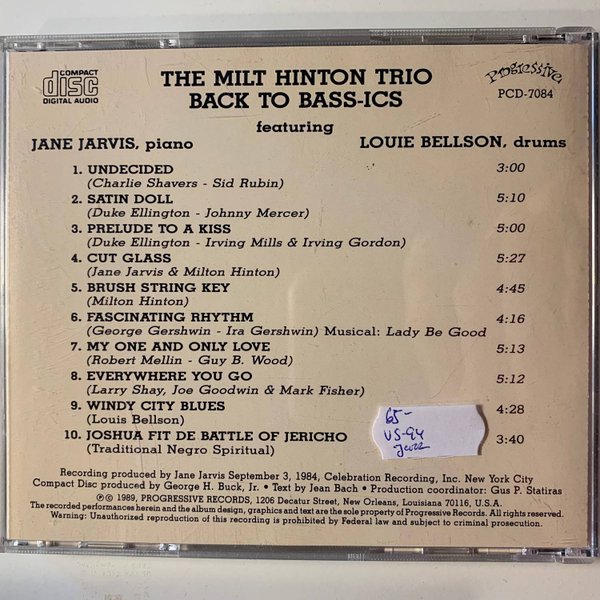 COMPACT
disc
DIGITAL AUDIO
THE MILT HINTON TRIO
BACK TO BASS-ICS
Progressive
PCD-7084
featuring
JANE JARVIS, piano
LOUIE BELLSON, drums
1. UNDECIDED 3:00
(Charlie Shavers - Sid Rubin)
2. SATIN DOLL 5:10
(Duke Ellington - Johnny Mercer)
3. PRELUDE TO A KISS 5:00
(Duke Ellington - Irving Mills & Irving Gordon)
4. CUT GLASS 5:27
(Jane Jarvis & Milton Hinton)
5. BRUSH STRING KEY 4:45
(Milton Hinton)
6. FASCINATING RHYTHM 4:16
(George Gershwin - Ira Gershwin) Musical: Lady Be Good
7. MY ONE AND ONLY LOVE 5:13
(Robert Mellin - Guy B. Wood)
8. EVERYWHERE YOU GO 5:12
(Larry Shay, Joe Goodwin & Mark Fisher)
9. WINDY CITY BLUES 4:28
(Louis Bellson)
10. JOSHUA FIT DE BATTLE OF JERICHO 3:40
(Traditional Negro Spiritual)
65-
US-94
Jazz
Recording produced by Jane Jarvis September 3, 1984, Celebration Recording, Inc. New York City
Compact Disc produced by George H. Buck, Jr. • Text by Jean Bach • Production coordinator: Gus P. Statiras
℗ © 1989, PROGRESSIVE RECORDS, 1206 Decatur Street, New Orleans, Louisiana 70116, U.S.A.
The recorded performances herein and the album design, graphics and text are the sole property of Progressive Records. All rights reserved.
Warning: Unauthorized reproduction of this recording is prohibited by Federal law and subject to criminal prosecution.